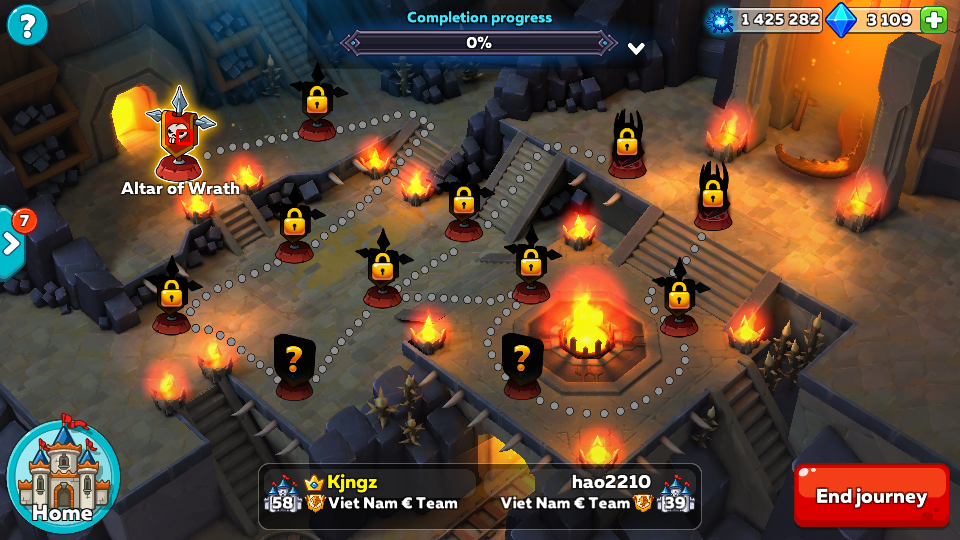 ?
Completion progress
0%
1 425 282
3 109
Altar of Wrath
7
?
?
Home
58
Kjngz
Viet Nam € Team
hao2210
Viet Nam € Team
39
End journey